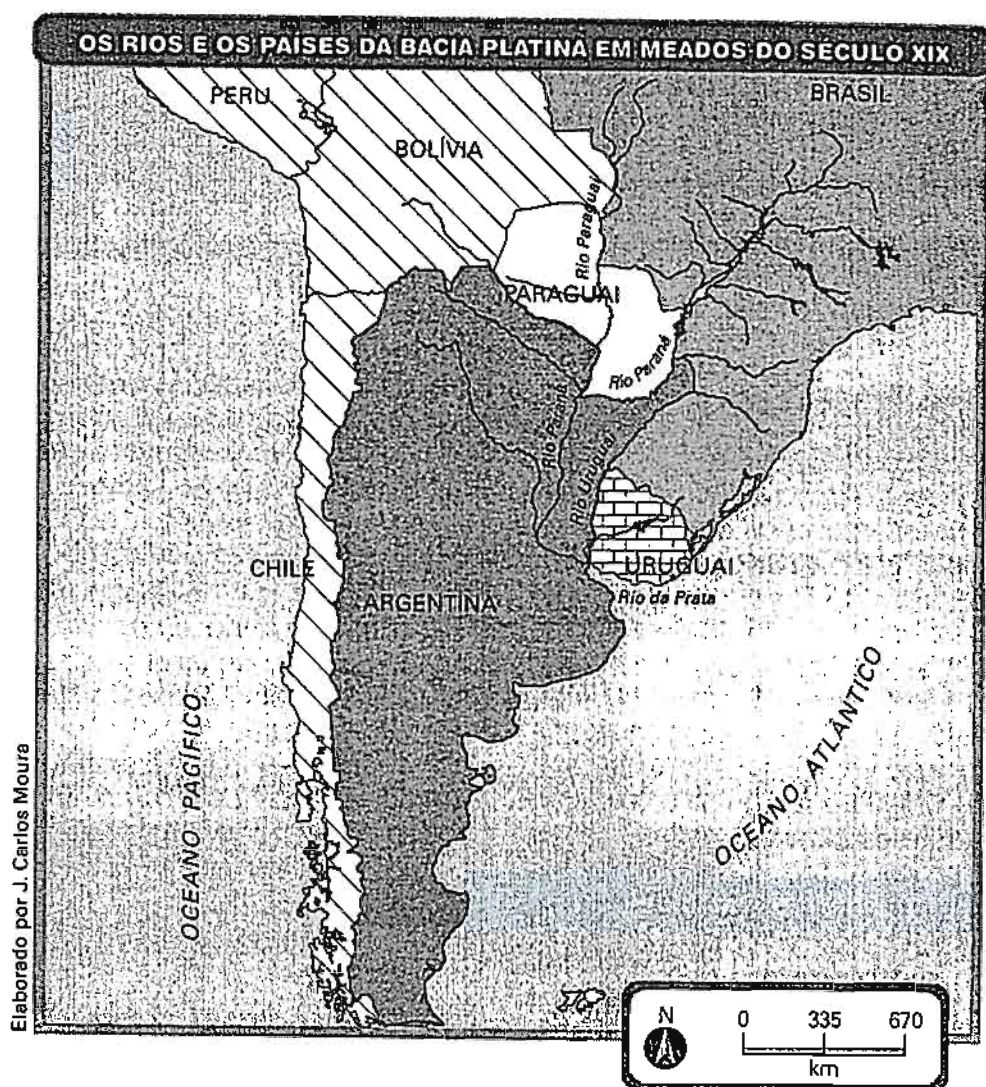 OS RIOS E OS PAÍSES DA BACIA PLATINA EM MEADOS DO SÉCULO XIX
PERU
BRASIL
BOLÍVIA
Rio Paraguai
PARAGUAI
Rio Paraná
Rio Paraná
Rio Uruguai
CHILE
URUGUAI
ARGENTINA
Rio da Prata
OCEANO PACÍFICO
OCEANO ATLÂNTICO
Elaborado por J. Carlos Moura
N
0 335 670
km